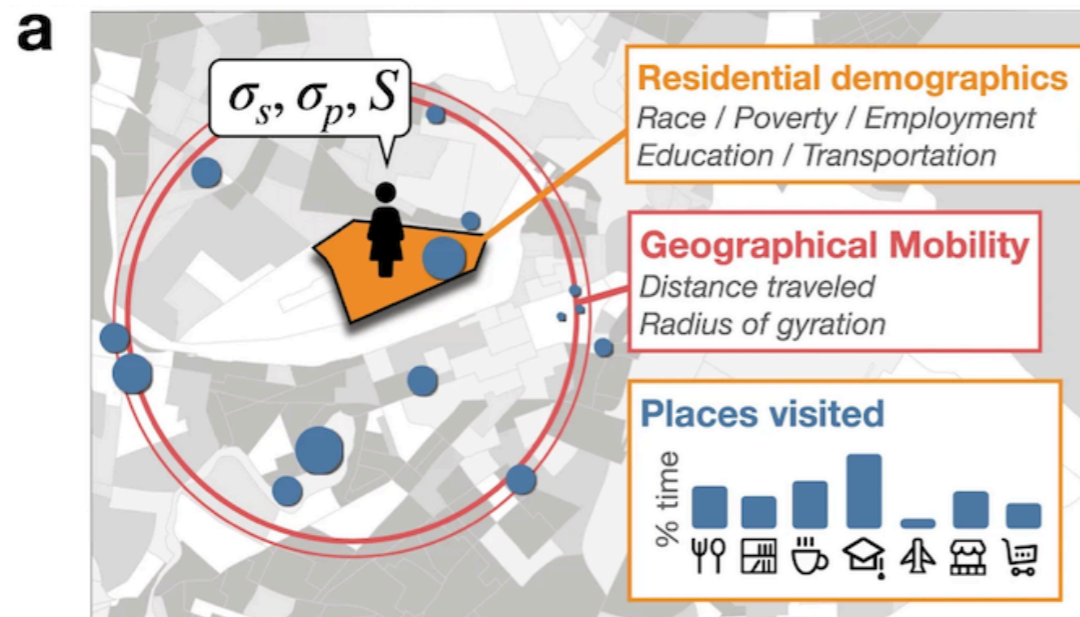 a
σₛ, σₚ, S
Residential demographics
Race / Poverty / Employment
Education / Transportation
Geographical Mobility
Distance traveled
Radius of gyration
Places visited
% time